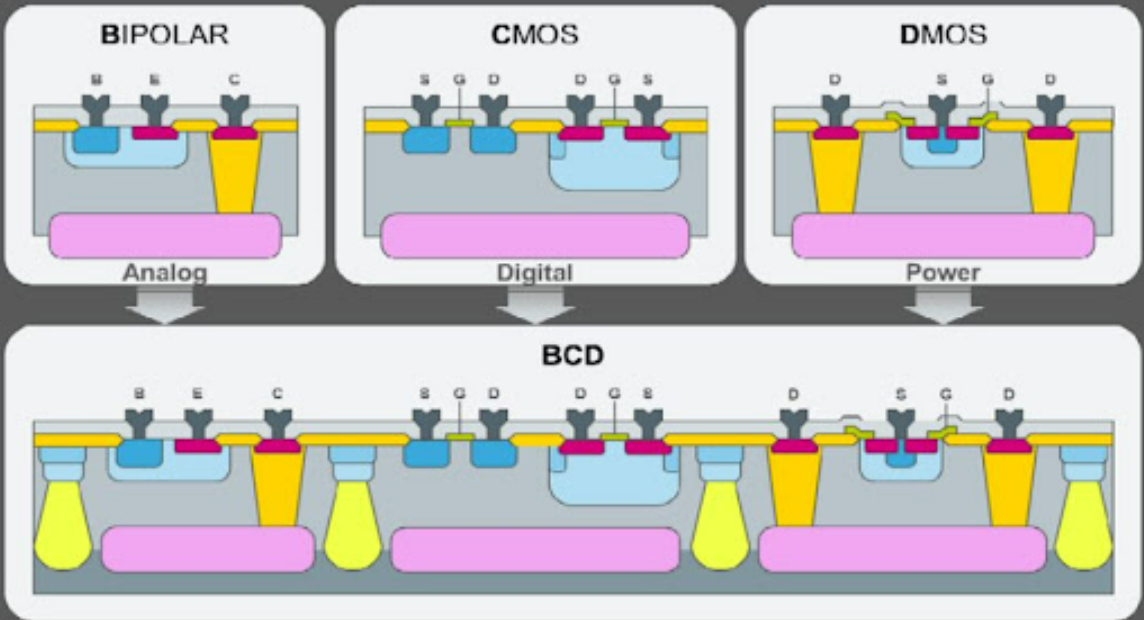 BIPOLAR
B E C
Analog
CMOS
S G D D G S
Digital
DMOS
D S G D
Power
BCD
B E C S G D D G S D S G D